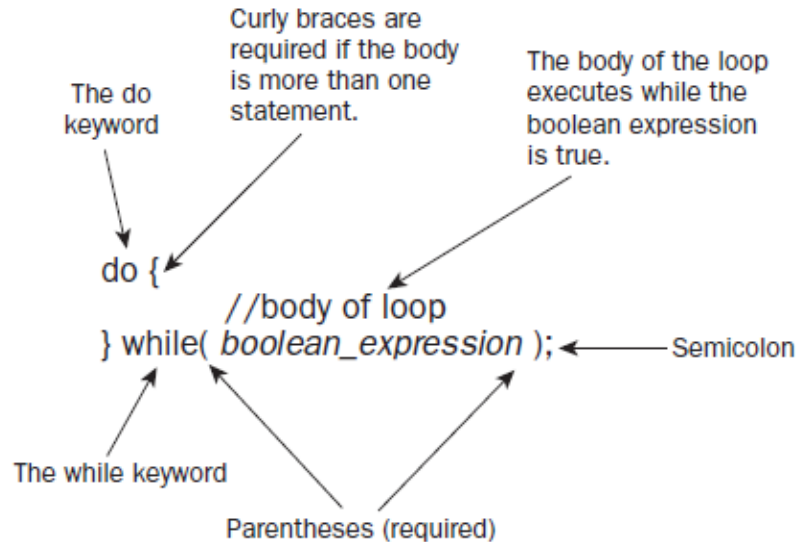 Curly braces are
required if the body
is more than one
statement.
The body of the loop
executes while the
boolean expression
is true.
The do
keyword
do {
//body of loop
} while( boolean_expression );
Semicolon
The while keyword
Parentheses (required)